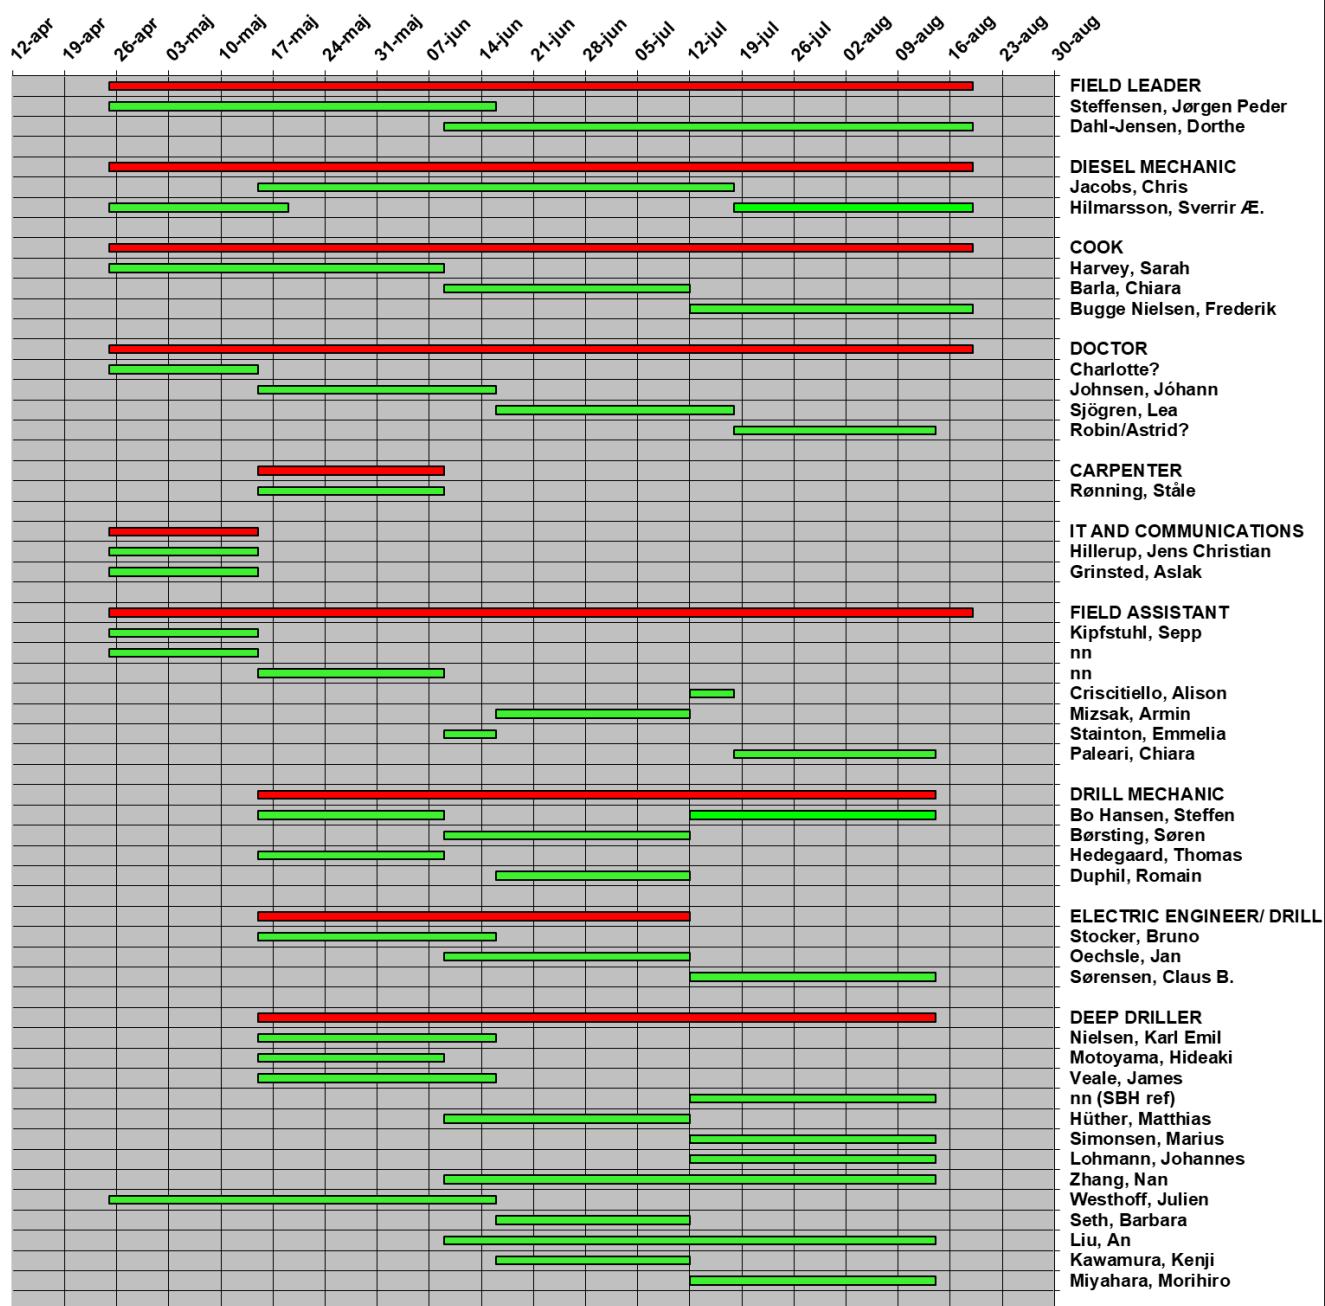 12-apr
19-apr
26-apr
03-maj
10-maj
17-maj
24-maj
31-maj
07-jun
14-jun
21-jun
28-jun
05-jul
12-jul
19-jul
26-jul
02-aug
09-aug
16-aug
23-aug
30-aug
FIELD LEADER
Steffensen, Jørgen Peder
Dahl-Jensen, Dorthe
DIESEL MECHANIC
Jacobs, Chris
Hilmarsson, Sverrir Æ.
COOK
Harvey, Sarah
Barla, Chiara
Bugge Nielsen, Frederik
DOCTOR
Charlotte?
Johnsen, Jóhann
Sjögren, Lea
Robin/Astrid?
CARPENTER
Rønning, Ståle
IT AND COMMUNICATIONS
Hillerup, Jens Christian
Grinsted, Aslak
FIELD ASSISTANT
Kipfstuhl, Sepp
nn
nn
Criscitiello, Alison
Mizsak, Armin
Stainton, Emmelia
Paleari, Chiara
DRILL MECHANIC
Bo Hansen, Steffen
Børsting, Søren
Hedegaard, Thomas
Duphil, Romain
ELECTRIC ENGINEER/ DRILL
Stocker, Bruno
Oechsle, Jan
Sørensen, Claus B.
DEEP DRILLER
Nielsen, Karl Emil
Motoyama, Hideaki
Veale, James
nn (SBH ref)
Hüther, Matthias
Simonsen, Marius
Lohmann, Johannes
Zhang, Nan
Westhoff, Julien
Seth, Barbara
Liu, An
Kawamura, Kenji
Miyahara, Morihiro